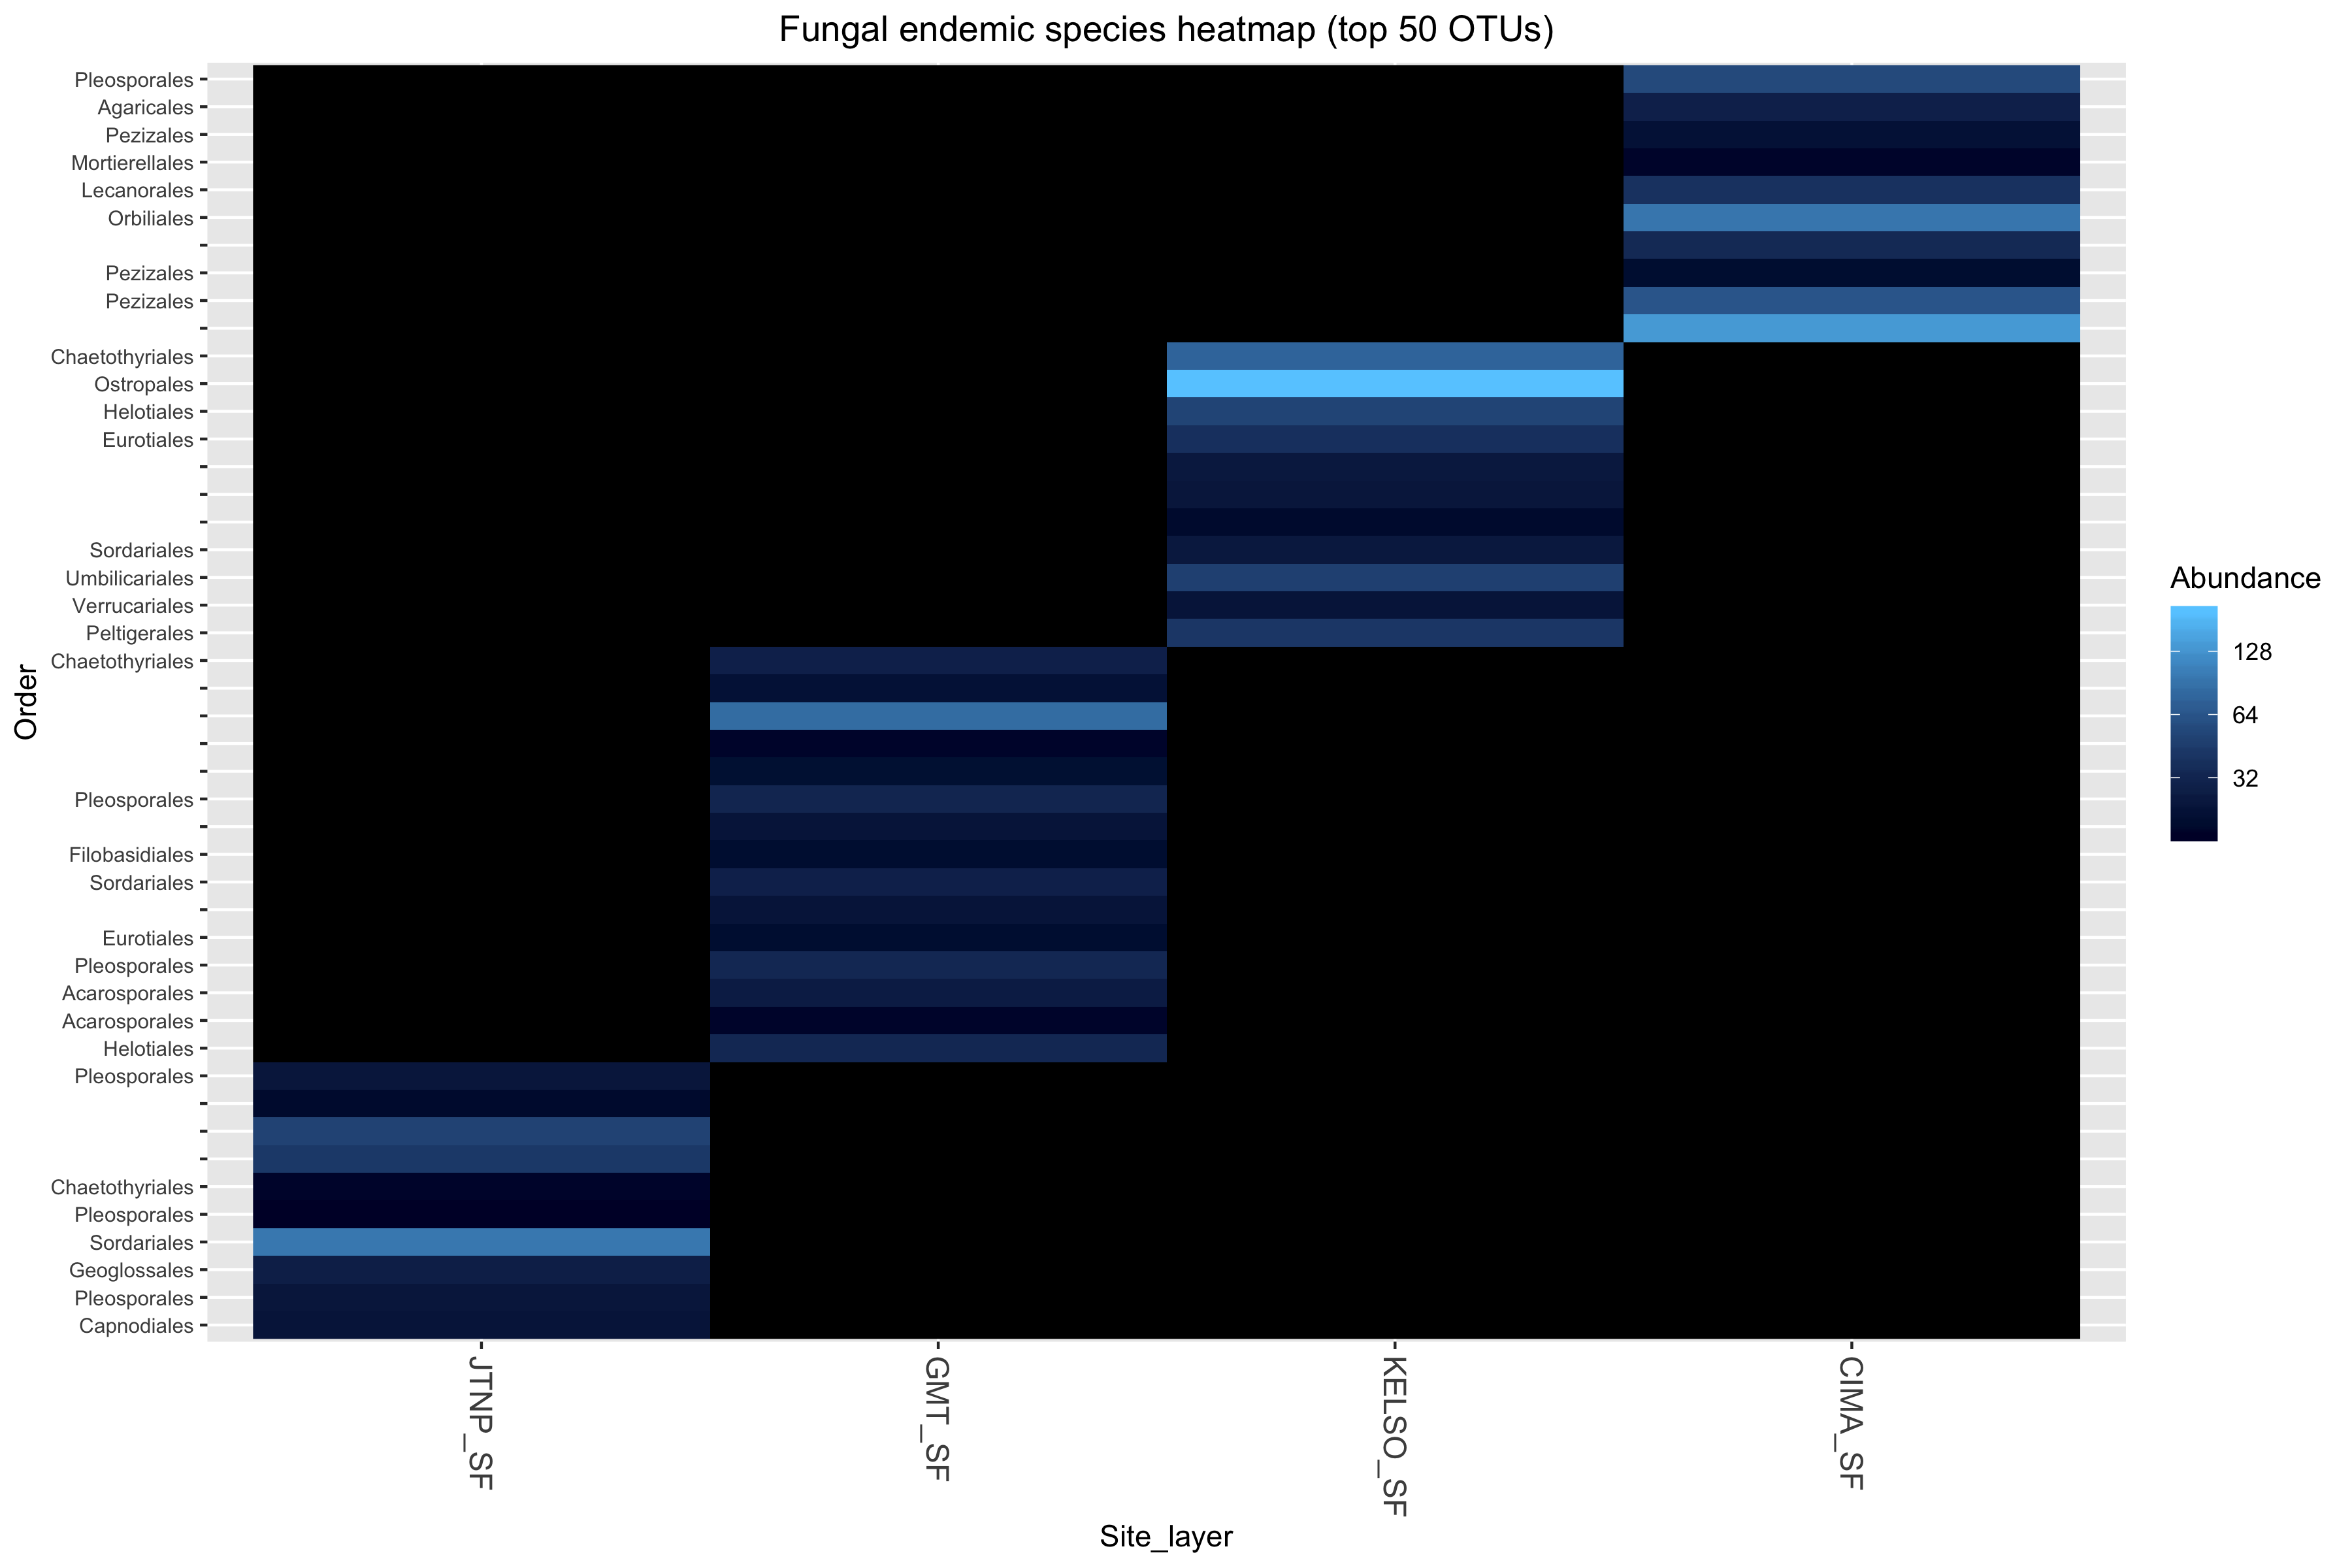 Fungal endemic species heatmap (top 50 OTUs)
Order
Pleosporales
Agaricales
Pezizales
Mortierellales
Lecanorales
Orbiliales
Pezizales
Pezizales
Chaetothyriales
Ostropales
Helotiales
Eurotiales
Sordariales
Umbilicariales
Verrucariales
Peltigerales
Chaetothyriales
Pleosporales
Filobasidiales
Sordariales
Eurotiales
Pleosporales
Acarosporales
Acarosporales
Helotiales
Pleosporales
Chaetothyriales
Pleosporales
Sordariales
Geoglossales
Pleosporales
Capnodiales
JTNP_SF
GMT_SF
KELSO_SF
CIMA_SF
Site_layer
Abundance
128
64
32